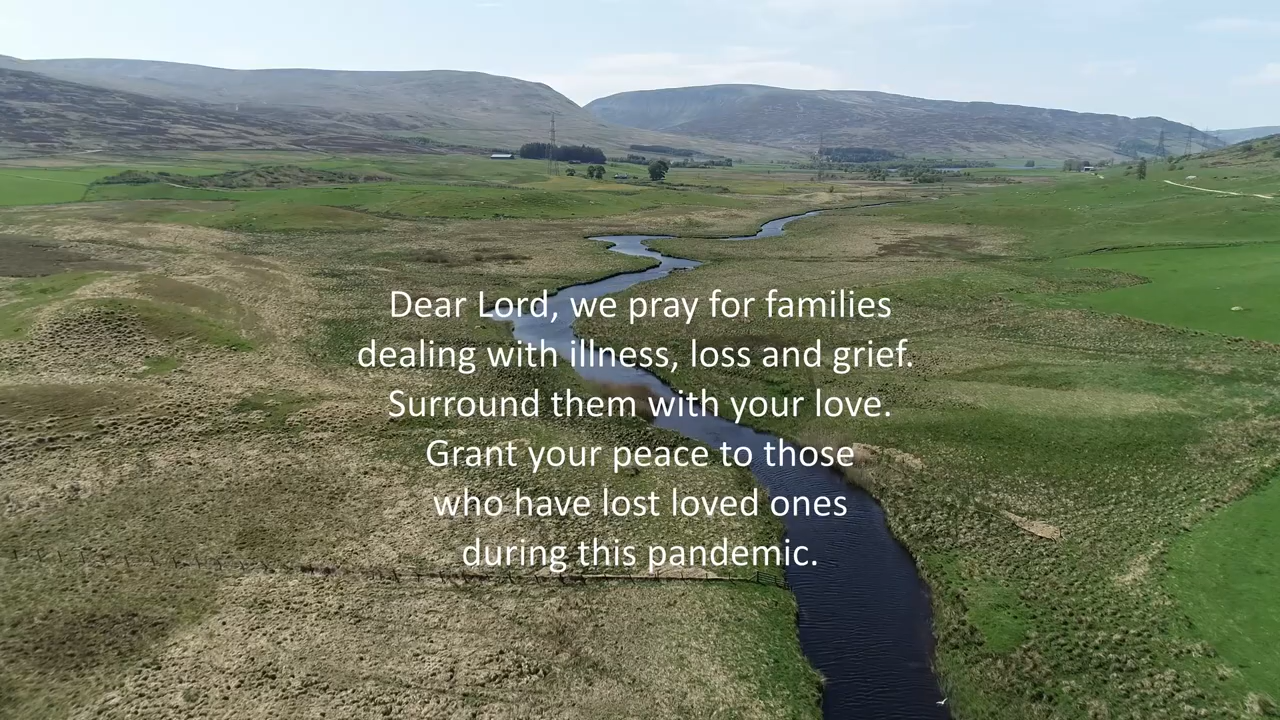 Dear Lord, we pray for families
dealing with illness, loss and grief.
Surround them with your love.
Grant your peace to those
who have lost loved ones
during this pandemic.